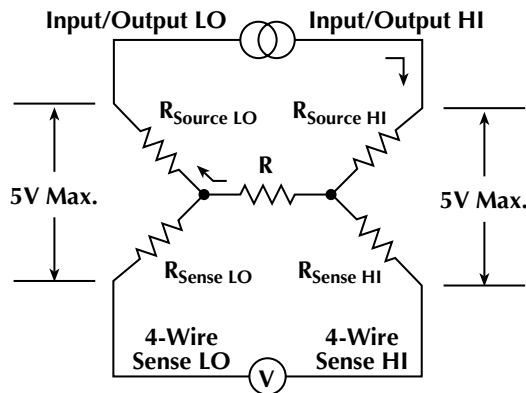 Input/Output LO
Input/Output HI
RSource LO
RSource HI
R
5V Max.
5V Max.
RSense LO
RSense HI
4-Wire
Sense LO
4-Wire
Sense HI
V